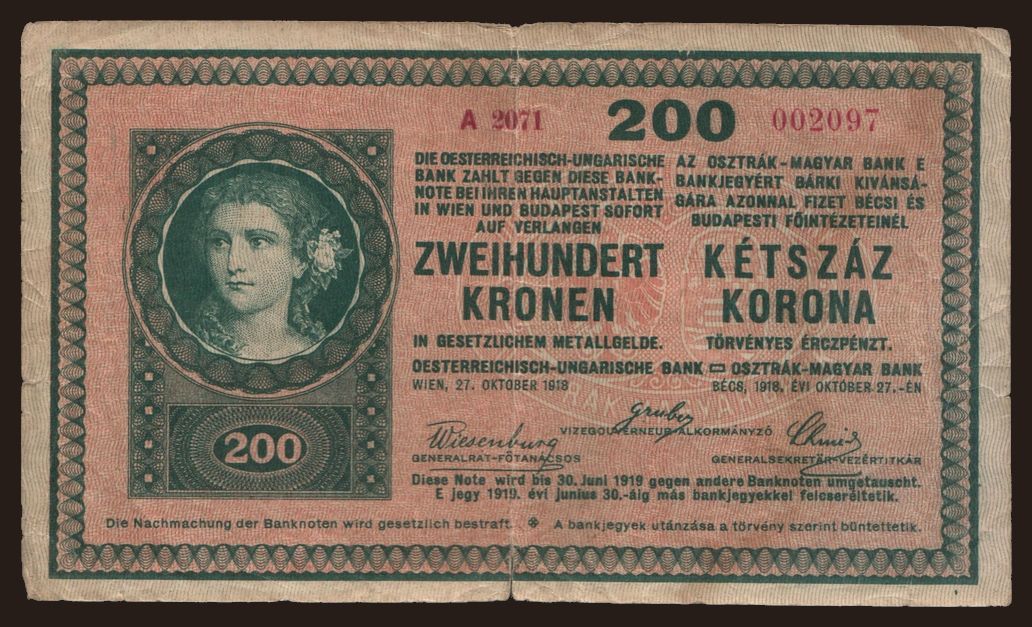 A 2071 200 002097
DIE OESTERREICHISCH-UNGARISCHE
BANK ZAHLT GEGEN DIESE BANK-
NOTE BEI IHREN HAUPTANSTALTEN
IN WIEN UND BUDAPEST SOFORT
AUF VERLANGEN
ZWEIHUNDERT
KRONEN
IN GESETZLICHEM METALLGELDE.
AZ OSZTRÁK-MAGYAR BANK E
BANKJEGYÉRT BÁRKI KIVÁNSÁ-
GÁRA AZONNAL FIZET BÉCSI ÉS
BUDAPESTI FŐINTÉZETEINÉL
KÉTSZÁZ
KORONA
TÖRVÉNYES ÉRCZPÉNZT.
OESTERREICHISCH-UNGARISCHE BANK OSZTRÁK-MAGYAR BANK
WIEN, 27. OKTOBER 1918 BÉCS, 1918. ÉVI OKTÓBER 27.-ÉN
Gruber
VIZEGOUVERNEUR-ALKORMÁNYZÓ
Wiesenburg Schmid
GENERALRAT-FŐTANÁCSOS GENERALSEKRETÄR-VEZÉRTITKÁR
200
Diese Note wird bis 30. Juni 1919 gegen andere Banknoten umgetauscht.
E jegy 1919. évi junius 30.-áig más bankjegyekkel felcseréltetik.
Die Nachmachung der Banknoten wird gesetzlich bestraft. A bankjegyek utánzása a törvény szerint büntettetik.